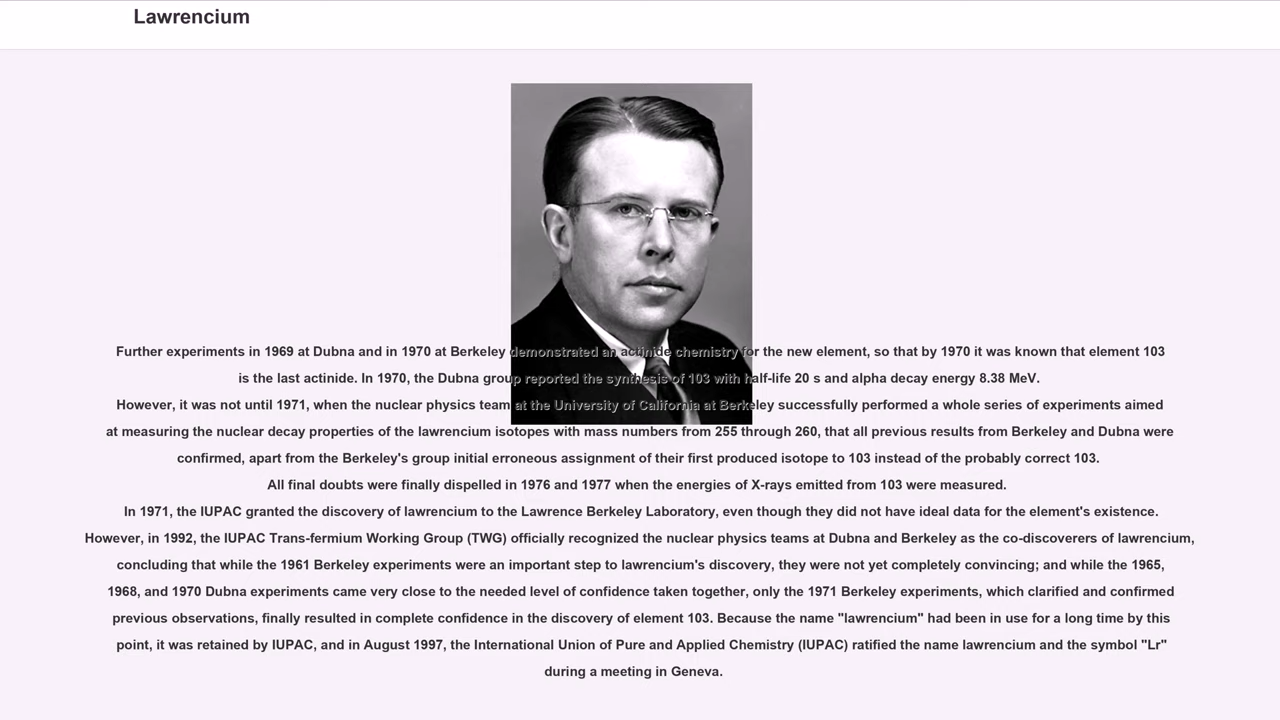 Lawrencium
Further experiments in 1969 at Dubna and in 1970 at Berkeley demonstrated an actinide chemistry for the new element, so that by 1970 it was known that element 103
is the last actinide. In 1970, the Dubna group reported the synthesis of 103 with half-life 20 s and alpha decay energy 8.38 MeV.
However, it was not until 1971, when the nuclear physics team at the University of California at Berkeley successfully performed a whole series of experiments aimed
at measuring the nuclear decay properties of the lawrencium isotopes with mass numbers from 255 through 260, that all previous results from Berkeley and Dubna were
confirmed, apart from the Berkeley's group initial erroneous assignment of their first produced isotope to 103 instead of the probably correct 103.
All final doubts were finally dispelled in 1976 and 1977 when the energies of X-rays emitted from 103 were measured.
In 1971, the IUPAC granted the discovery of lawrencium to the Lawrence Berkeley Laboratory, even though they did not have ideal data for the element's existence.
However, in 1992, the IUPAC Trans-fermium Working Group (TWG) officially recognized the nuclear physics teams at Dubna and Berkeley as the co-discoverers of lawrencium,
concluding that while the 1961 Berkeley experiments were an important step to lawrencium's discovery, they were not yet completely convincing; and while the 1965,
1968, and 1970 Dubna experiments came very close to the needed level of confidence taken together, only the 1971 Berkeley experiments, which clarified and confirmed
previous observations, finally resulted in complete confidence in the discovery of element 103. Because the name "lawrencium" had been in use for a long time by this
point, it was retained by IUPAC, and in August 1997, the International Union of Pure and Applied Chemistry (IUPAC) ratified the name lawrencium and the symbol "Lr"
during a meeting in Geneva.